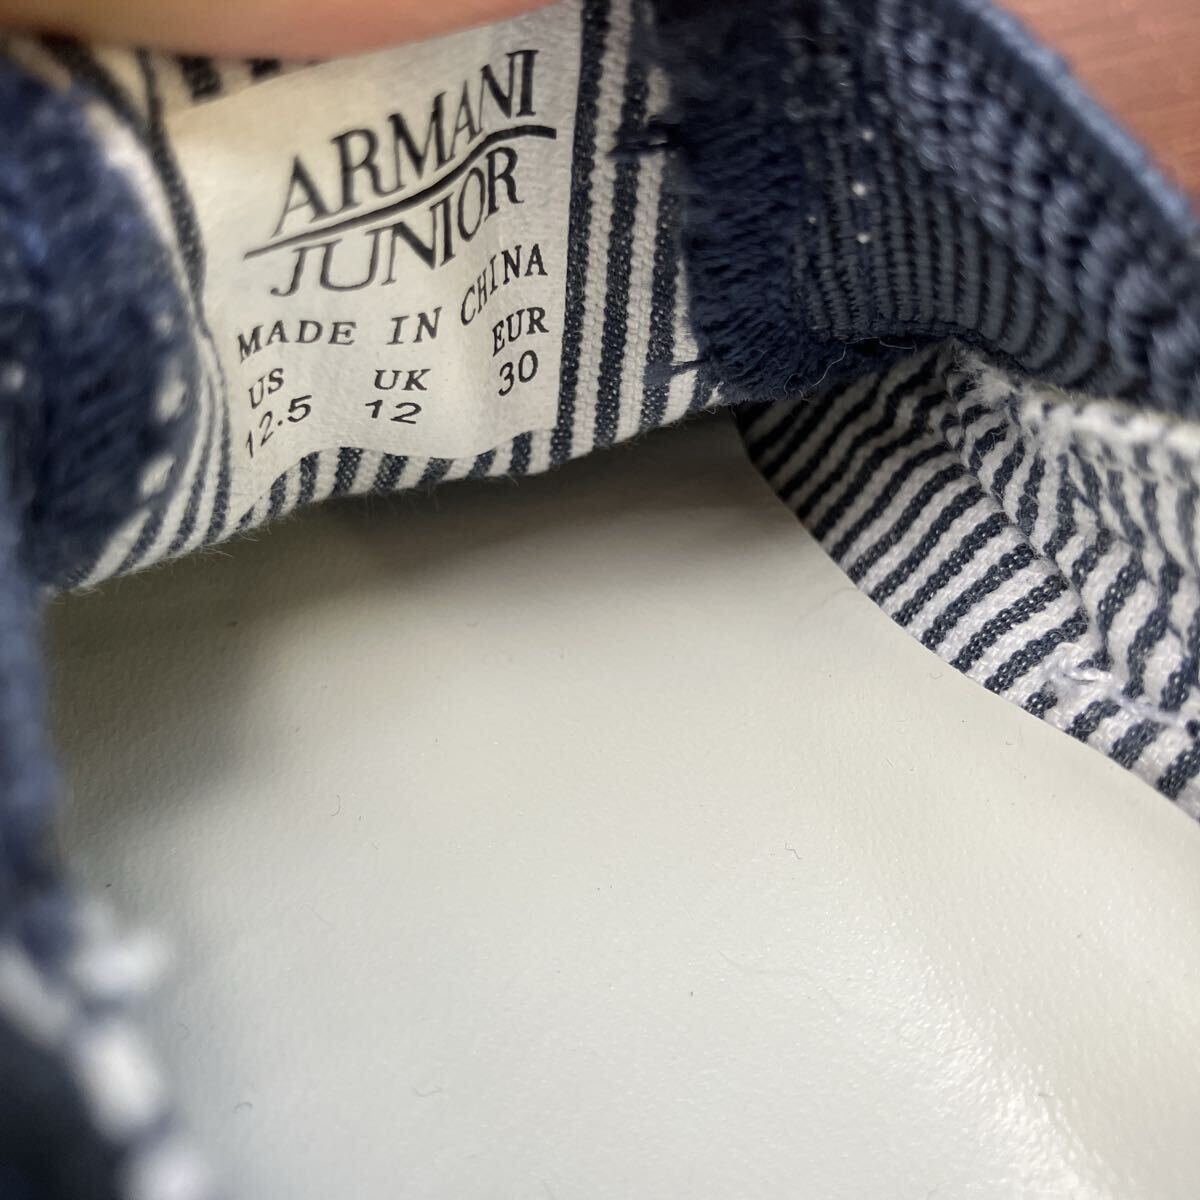 ARMANI
JUNIOR
MADE IN CHINA
US UK EUR
12.5 12 30